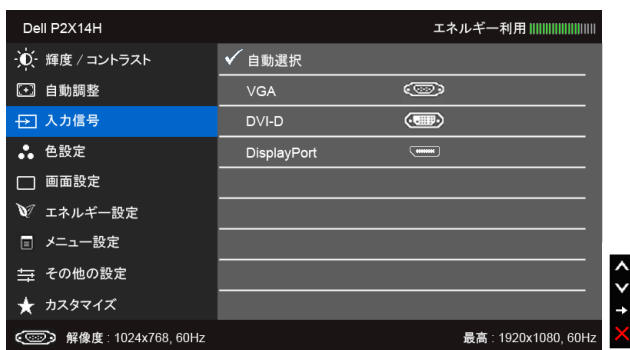 Dell P2X14H エネルギー利用
輝度 / コントラスト
自動選択
自動調整
VGA
入力信号
DVI-D
色設定
DisplayPort
画面設定
エネルギー設定
メニュー設定
その他の設定
カスタマイズ
解像度 : 1024x768, 60Hz 最高 : 1920x1080, 60Hz